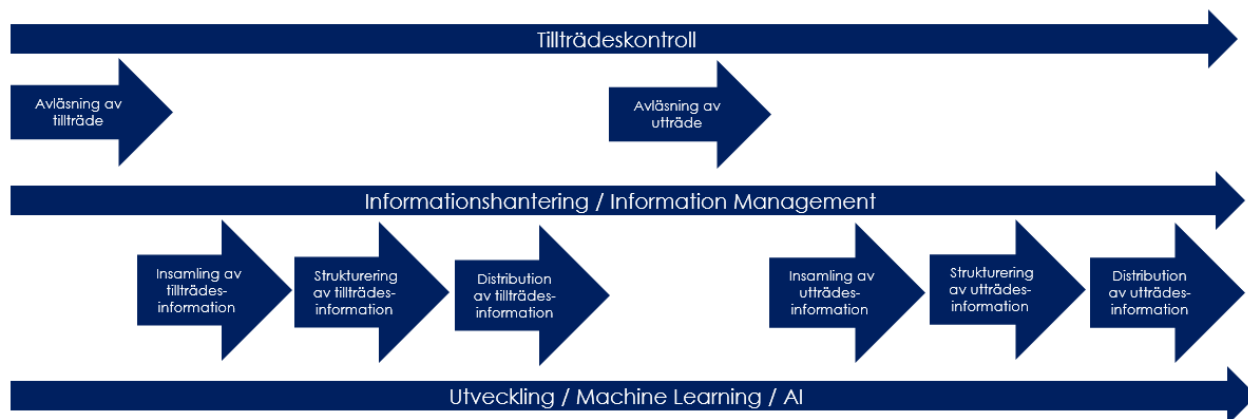 Tillträdeskontroll
Avläsning av
tillträde
Avläsning av
utträde
Informationshantering / Information Management
Insamling av
tillträdes-
information
Strukturering
av tillträdes-
information
Distribution
av tillträdes-
information
Insamling av
utträdes-
information
Strukturering
av utträdes-
information
Distribution
av utträdes-
information
Utveckling / Machine Learning / AI